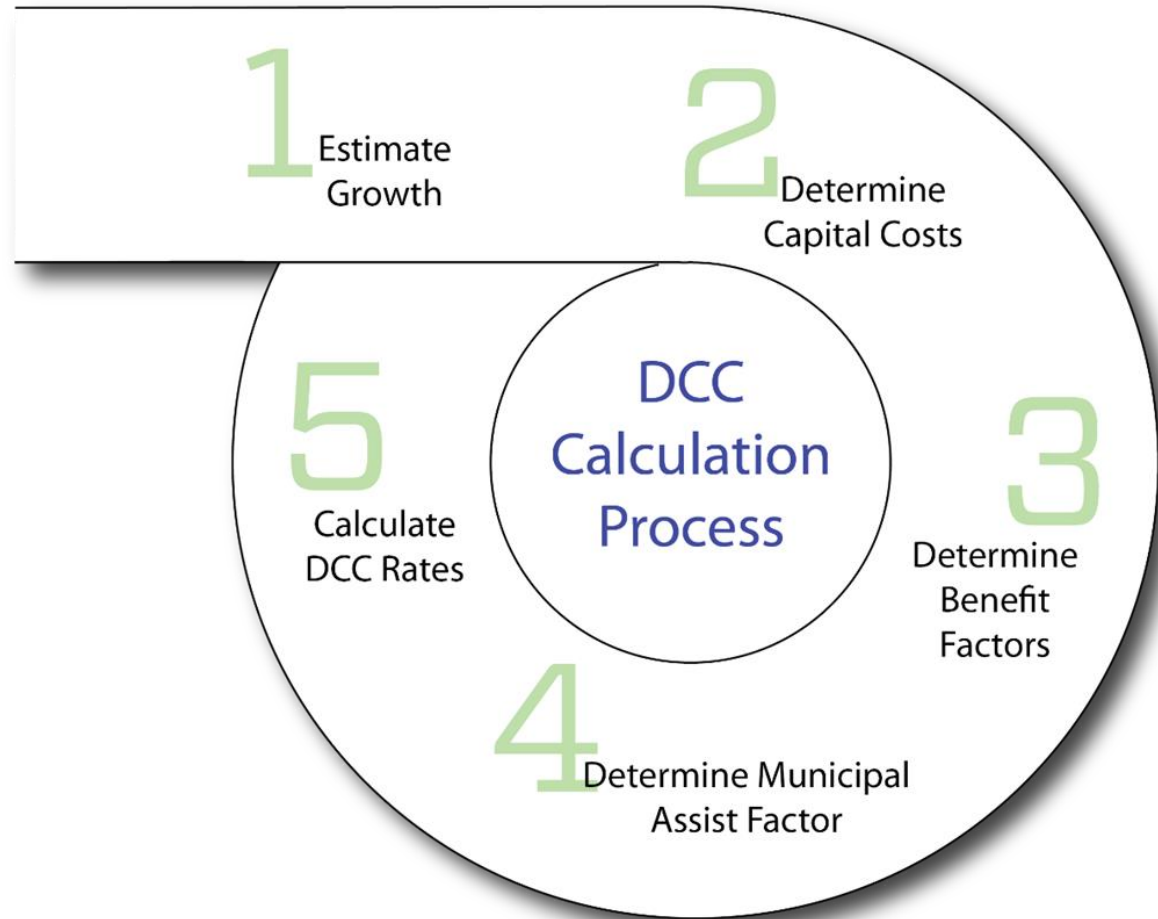 1
Estimate
Growth
2
Determine
Capital Costs
3
Determine
Benefit
Factors
4
Determine Municipal
Assist Factor
5
Calculate
DCC Rates
DCC
Calculation
Process